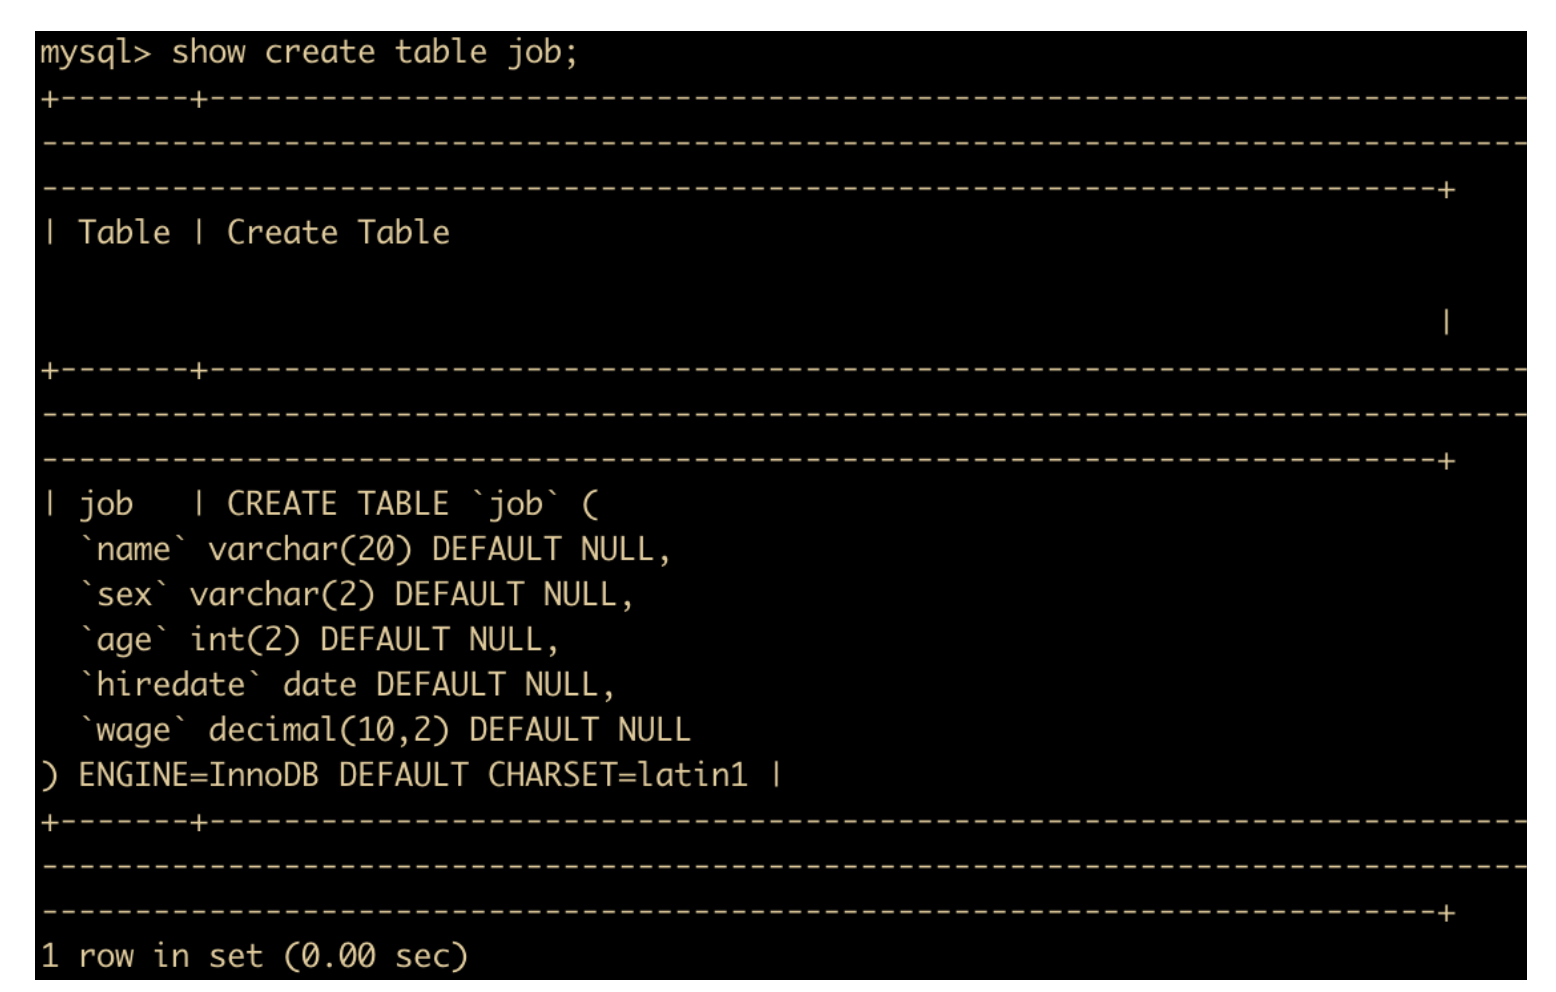 mysql> show create table job;
+-------+-----------------------------------------------------------------------
--------------------------------------------------------------------------------
---------------------------------------------------------------------------+
| Table | Create Table
|
+-------+-----------------------------------------------------------------------
--------------------------------------------------------------------------------
---------------------------------------------------------------------------+
| job   | CREATE TABLE `job` (
  `name` varchar(20) DEFAULT NULL,
  `sex` varchar(2) DEFAULT NULL,
  `age` int(2) DEFAULT NULL,
  `hiredate` date DEFAULT NULL,
  `wage` decimal(10,2) DEFAULT NULL
) ENGINE=InnoDB DEFAULT CHARSET=latin1 |
+-------+-----------------------------------------------------------------------
--------------------------------------------------------------------------------
---------------------------------------------------------------------------+
1 row in set (0.00 sec)